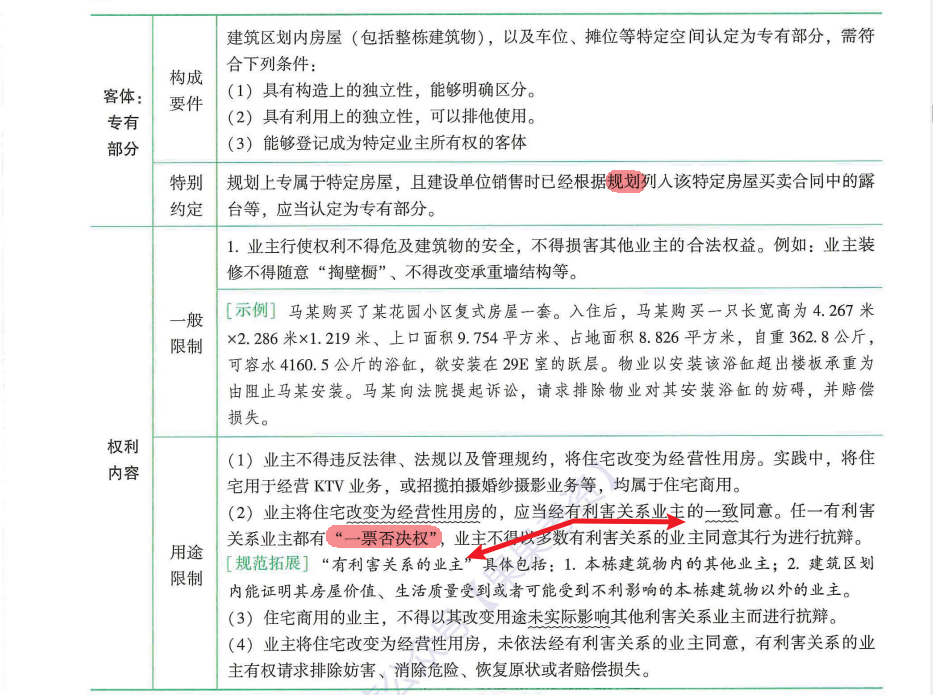 客体：
专有
部分
构成
要件
建筑区划内房屋（包括整栋建筑物），以及车位、摊位等特定空间认定为专有部分，需符
合下列条件：
（1）具有构造上的独立性，能够明确区分。
（2）具有利用上的独立性，可以排他使用。
（3）能够登记成为特定业主所有权的客体
特别
约定
规划上专属于特定房屋，且建设单位销售时已经根据规划列入该特定房屋买卖合同中的露
台等，应当认定为专有部分。
权利
内容
一般
限制
1. 业主行使权利不得危及建筑物的安全，不得损害其他业主的合法权益。例如：业主装
修不得随意“掏壁橱”、不得改变承重墙结构等。
［示例］马某购买了某花园小区复式房屋一套。入住后，马某购买一只长宽高为 4.267 米
×2.286 米×1.219 米、上口面积 9.754 平方米、占地面积 8.826 平方米，自重 362.8 公斤，
可容水 4160.5 公斤的浴缸，欲安装在 29E 室的跃层。物业以安装该浴缸超出楼板承重为
由阻止马某安装。马某向法院提起诉讼，请求排除物业对其安装浴缸的妨碍，并赔偿
损失。
用途
限制
（1）业主不得违反法律、法规以及管理规约，将住宅改变为经营性用房。实践中，将住
宅用于经营 KTV 业务，或招揽拍摄婚纱摄影业务等，均属于住宅商用。
（2）业主将住宅改变为经营性用房的，应当经有利害关系业主的一致同意。任一有利害
关系业主都有“一票否决权”，业主不得以多数有利害关系的业主同意其行为进行抗辩。
［规范拓展］“有利害关系的业主”具体包括：1. 本栋建筑物内的其他业主；2. 建筑区划
内能证明其房屋价值、生活质量受到或者可能受到不利影响的本栋建筑物以外的业主。
（3）住宅商用的业主，不得以其改变用途未实际影响其他利害关系业主而进行抗辩。
（4）业主将住宅改变为经营性用房，未依法经有利害关系的业主同意，有利害关系的业
主有权请求排除妨害、消除危险、恢复原状或者赔偿损失。